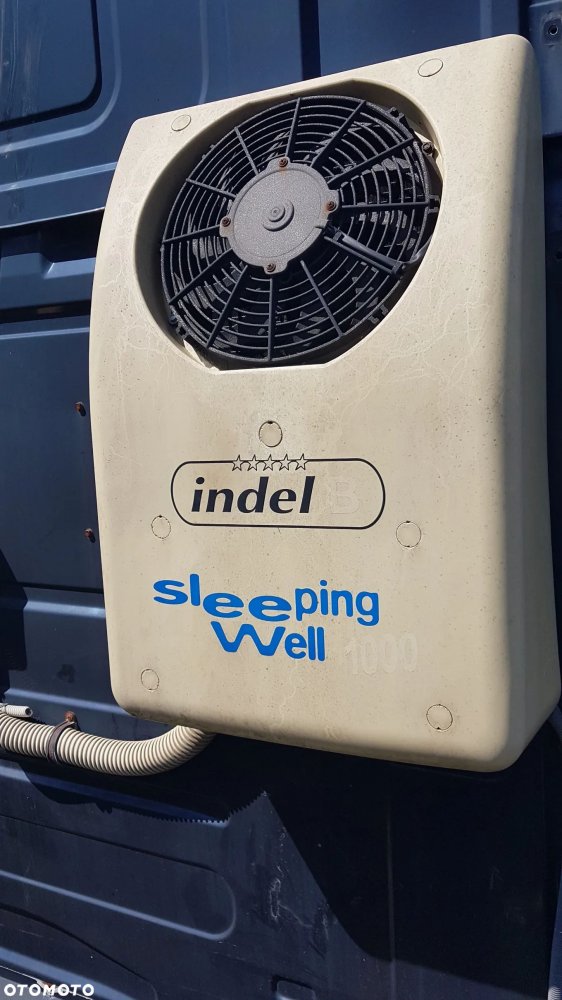 indel B
sleeping
Well 1000
OTOMOTO